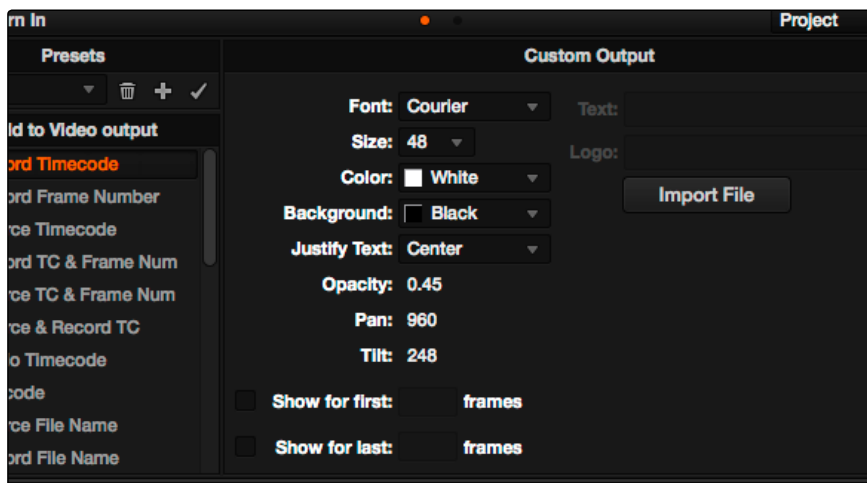 rn In
Project
Presets
Custom Output
ld to Video output
ord Timecode
ord Frame Number
rce Timecode
ord TC & Frame Num
rce TC & Frame Num
rce & Record TC
io Timecode
code
rce File Name
ord File Name
Font: Courier
Size: 48
Color: White
Background: Black
Justify Text: Center
Opacity: 0.45
Pan: 960
Tilt: 248
Show for first: frames
Show for last: frames
Text:
Logo:
Import File